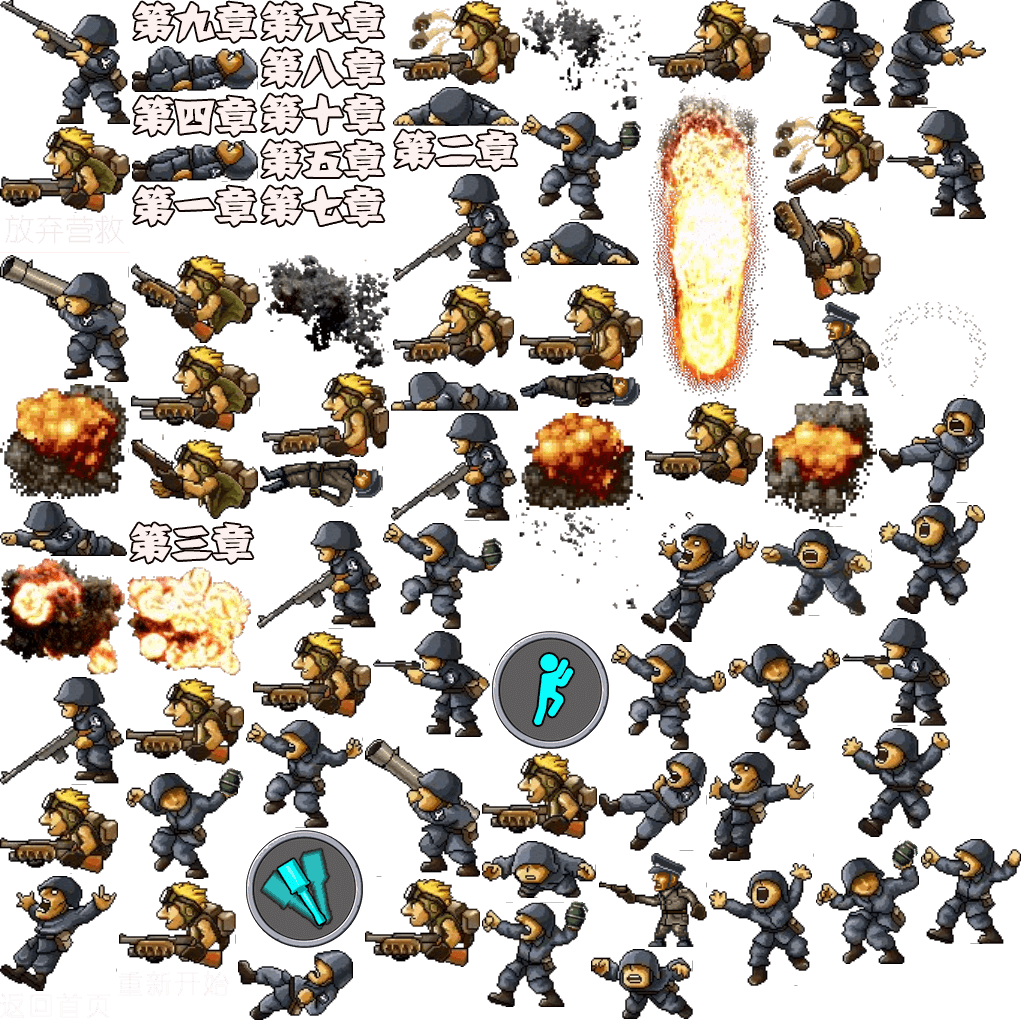 第九章 第六章
第八章
第四章 第十章
第五章
第二章
第一章 第七章
放弃营救
第三章
重新开始
返回首页